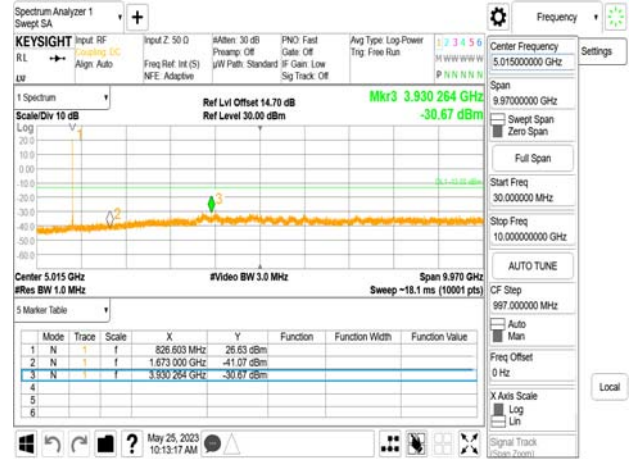 Spectrum Analyzer 1
Swept SA
+
Frequency
KEYSIGHT
RL
Input: RF
Coupling: DC
Align: Auto
Input Z: 50 Ω
Freq Ref: Int (S)
NFE: Adaptive
#Atten: 30 dB
Preamp: Off
µW Path: Standard
PNO: Fast
Gate: Off
IF Gain: Low
Sig Track: Off
Avg Type: Log-Power
Trig: Free Run
1 2 3 4 5 6
M W W W W W
P N N N N N
1 Spectrum
Scale/Div 10 dB
Ref Lvl Offset 14.70 dB
Ref Level 30.00 dBm
Mkr3 3.930 264 GHz
-30.67 dBm
Log
20.0
10.0
0.00
-10.0
-20.0
-30.0
-40.0
-50.0
-60.0
1
2
3
Center 5.015 GHz
#Res BW 1.0 MHz
#Video BW 3.0 MHz
Span 9.970 GHz
Sweep ~18.1 ms (10001 pts)
5 Marker Table
Mode Trace Scale X Y Function Function Width Function Value
1 N 1 f 826.603 MHz 26.63 dBm
2 N 1 f 1.673 000 GHz -41.07 dBm
3 N 1 f 3.930 264 GHz -30.67 dBm
4
5
6
?
May 25, 2023
10:13:17 AM
Center Frequency
5.015000000 GHz
Settings
Span
9.97000000 GHz
Swept Span
Zero Span
Full Span
Start Freq
30.000000 MHz
Stop Freq
10.000000000 GHz
AUTO TUNE
CF Step
997.000000 MHz
Auto
Man
Freq Offset
0 Hz
X Axis Scale
Log
Lin
Local
Signal Track
(Span Zoom)